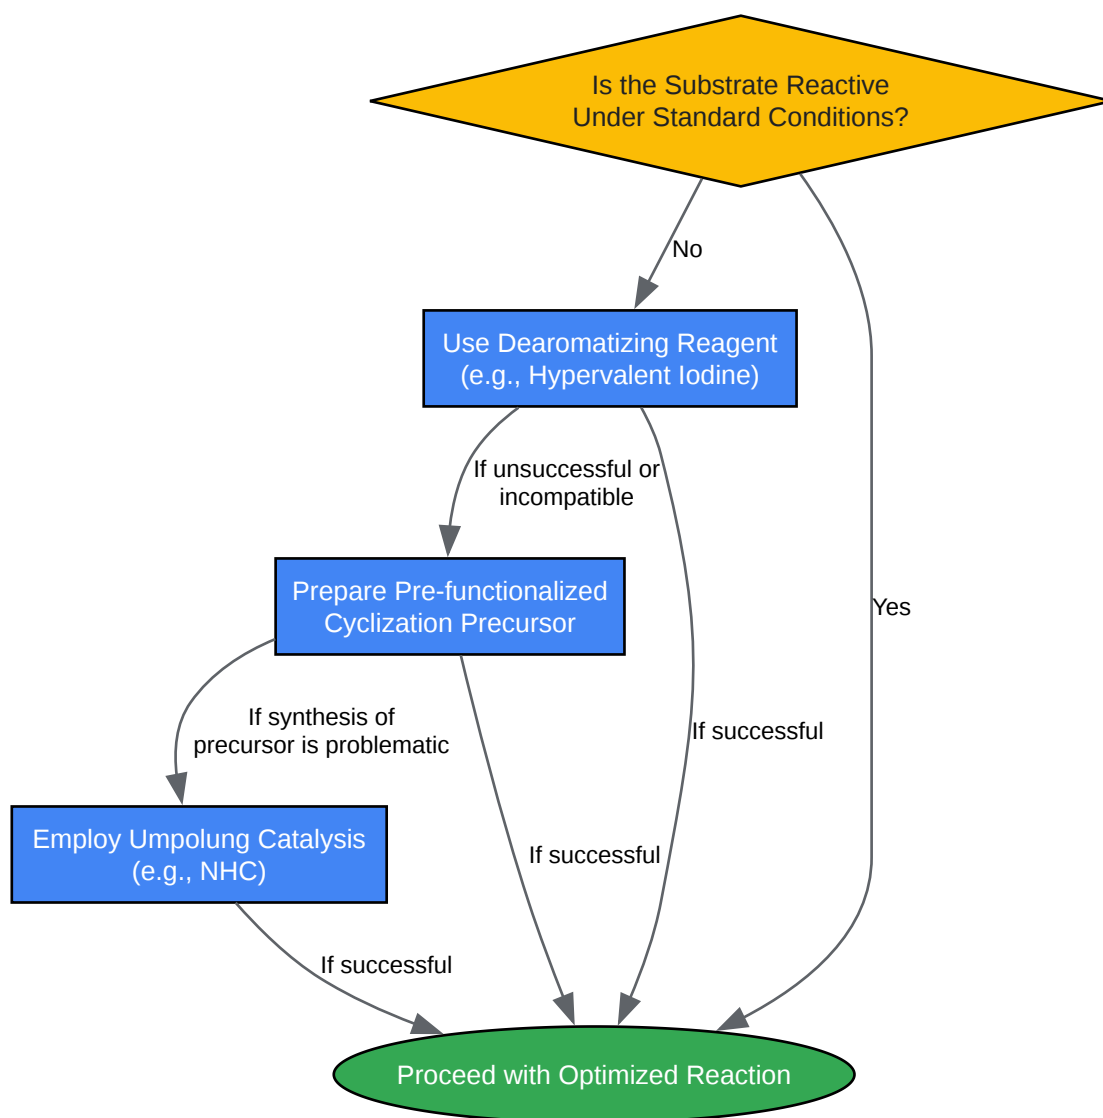 Is the Substrate Reactive
Under Standard Conditions?
No
Use Dearomatizing Reagent
(e.g., Hypervalent Iodine)
If unsuccessful or
incompatible
Prepare Pre-functionalized
Cyclization Precursor
Yes
If synthesis of
precursor is problematic
If successful
Employ Umpolung Catalysis
(e.g., NHC)
If successful
If successful
Proceed with Optimized Reaction